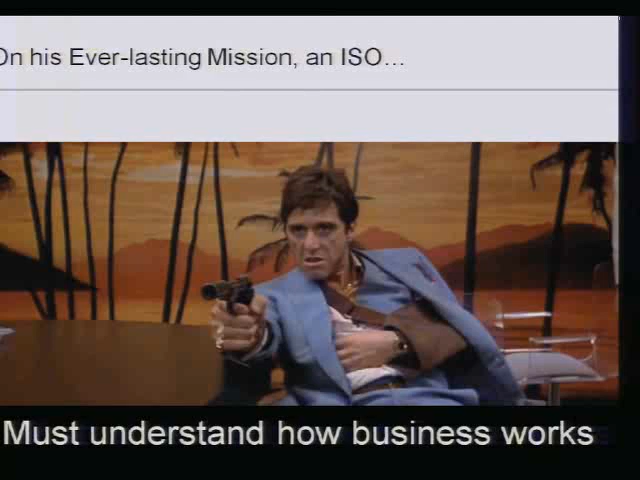 On his Ever-lasting Mission, an ISO...
Must understand how business works